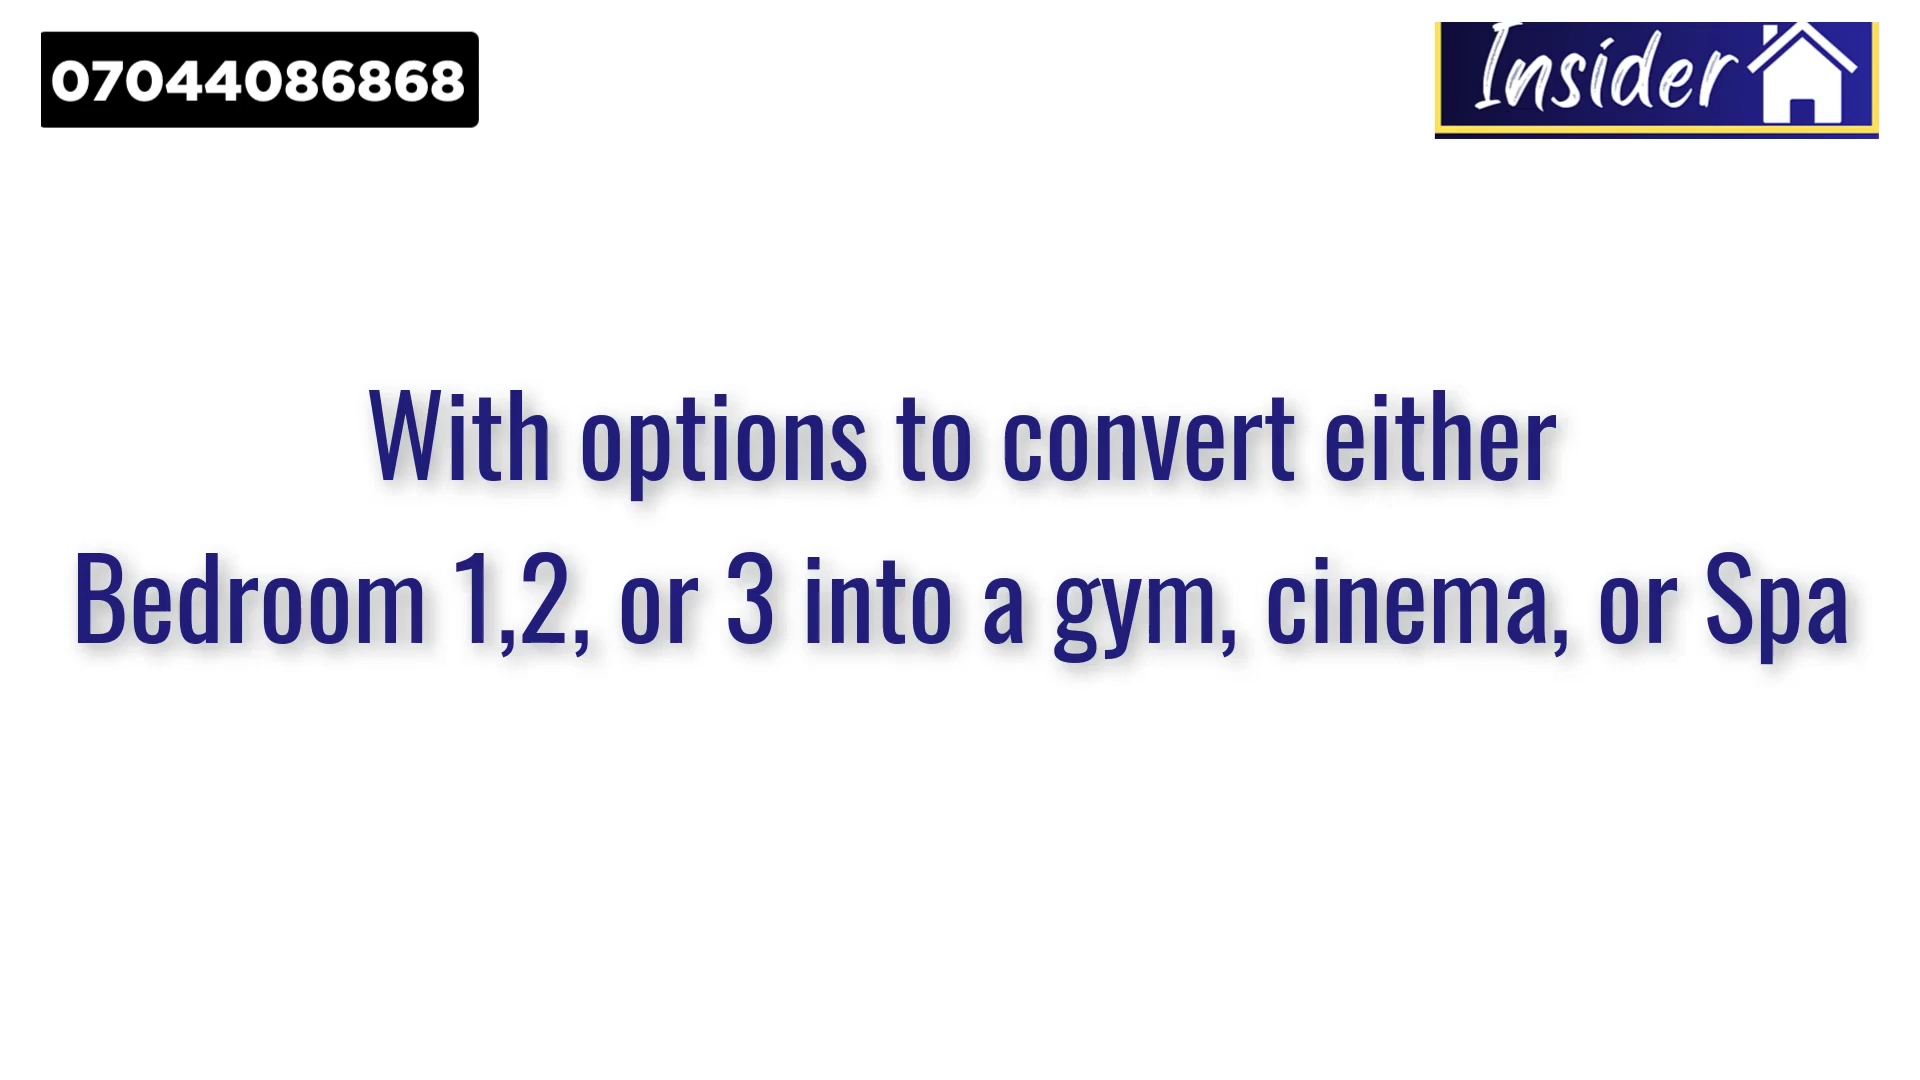 07044086868
Insider
With options to convert either
Bedroom 1,2, or 3 into a gym, cinema, or Spa